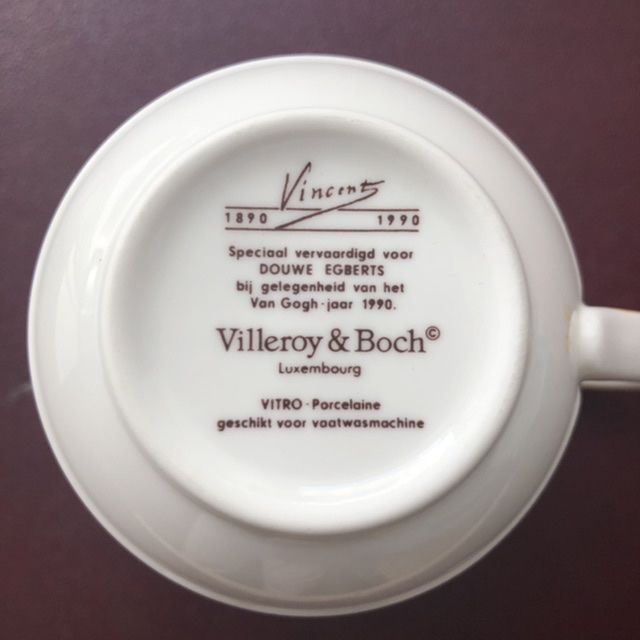 Vincent
1890 1990
Speciaal vervaardigd voor
DOUWE EGBERTS
bij gelegenheid van het
Van Gogh-jaar 1990.
Villeroy & Boch©
Luxembourg
VITRO-Porcelaine
geschikt voor vaatwasmachine